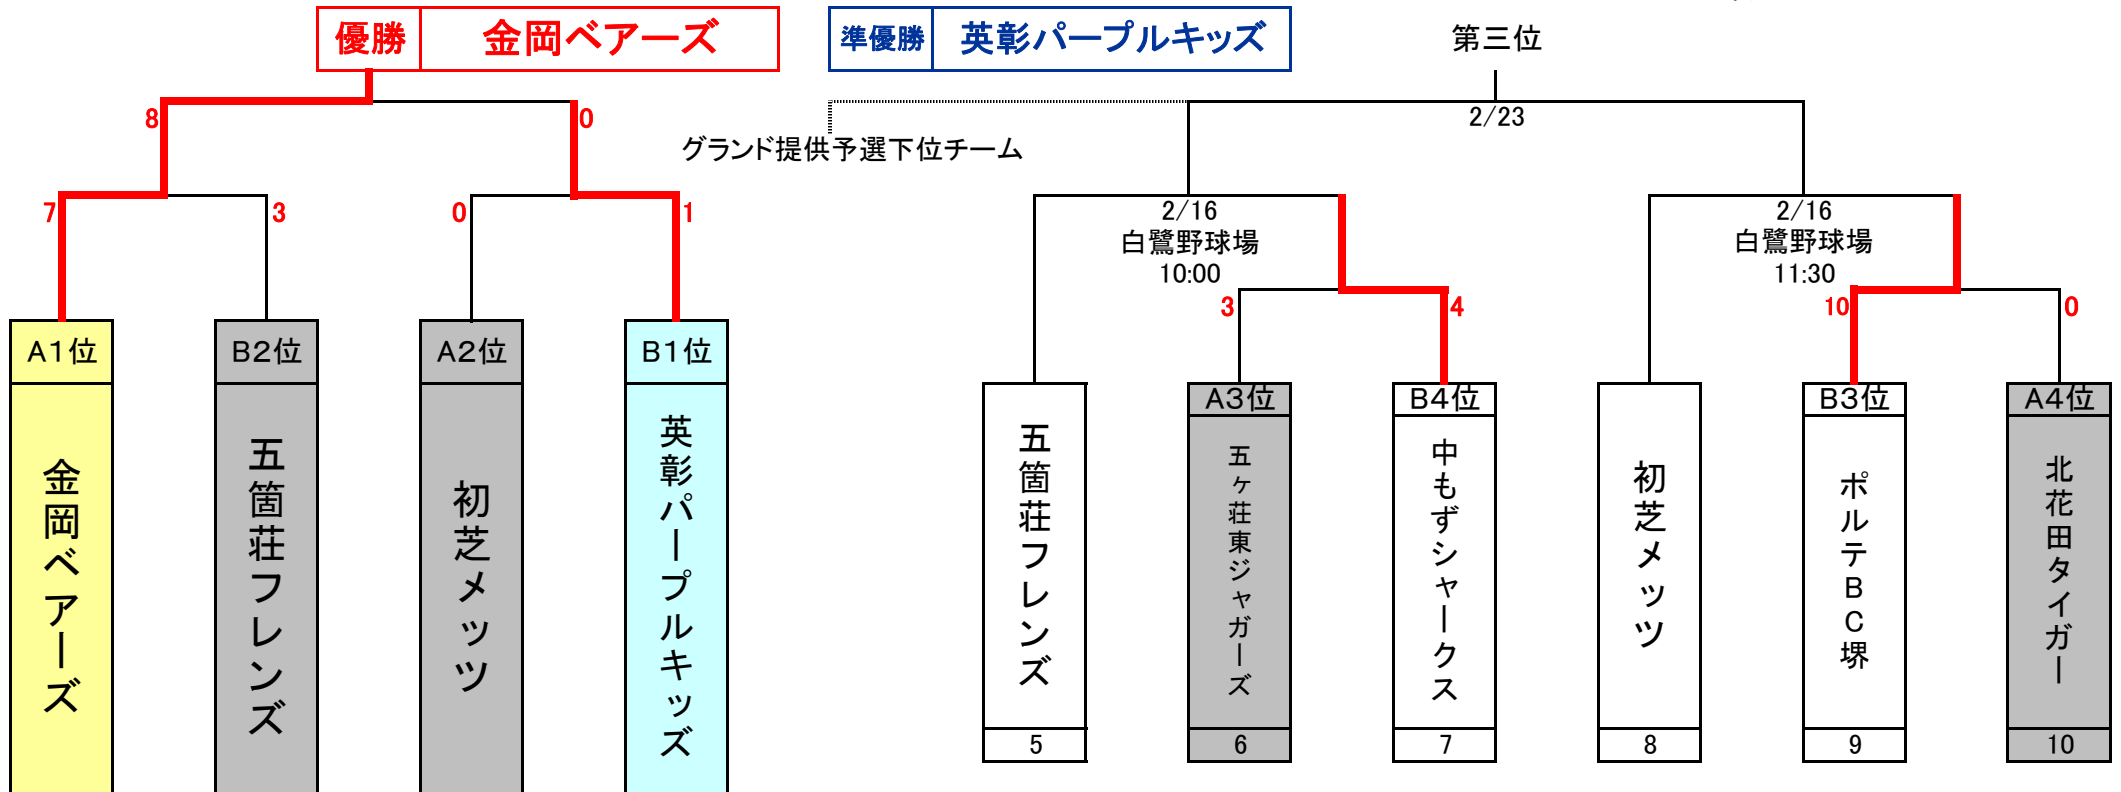 優勝 金岡ベアーズ
準優勝 英彰パープルキッズ
第三位
8
0
2/23
グランド提供予選下位チーム
7
3
0
1
2/16
白鷺野球場
10:00
2/16
白鷺野球場
11:30
3
4
10
0
A1位
B2位
A2位
B1位
A3位
B4位
B3位
A4位
金岡ベアーズ
五箇荘フレンズ
初芝メッツ
英彰パープルキッズ
五箇荘フレンズ
五ヶ荘東ジャガーズ
中もずシャークス
初芝メッツ
ポルテBC堺
北花田タイガー
5
6
7
8
9
10